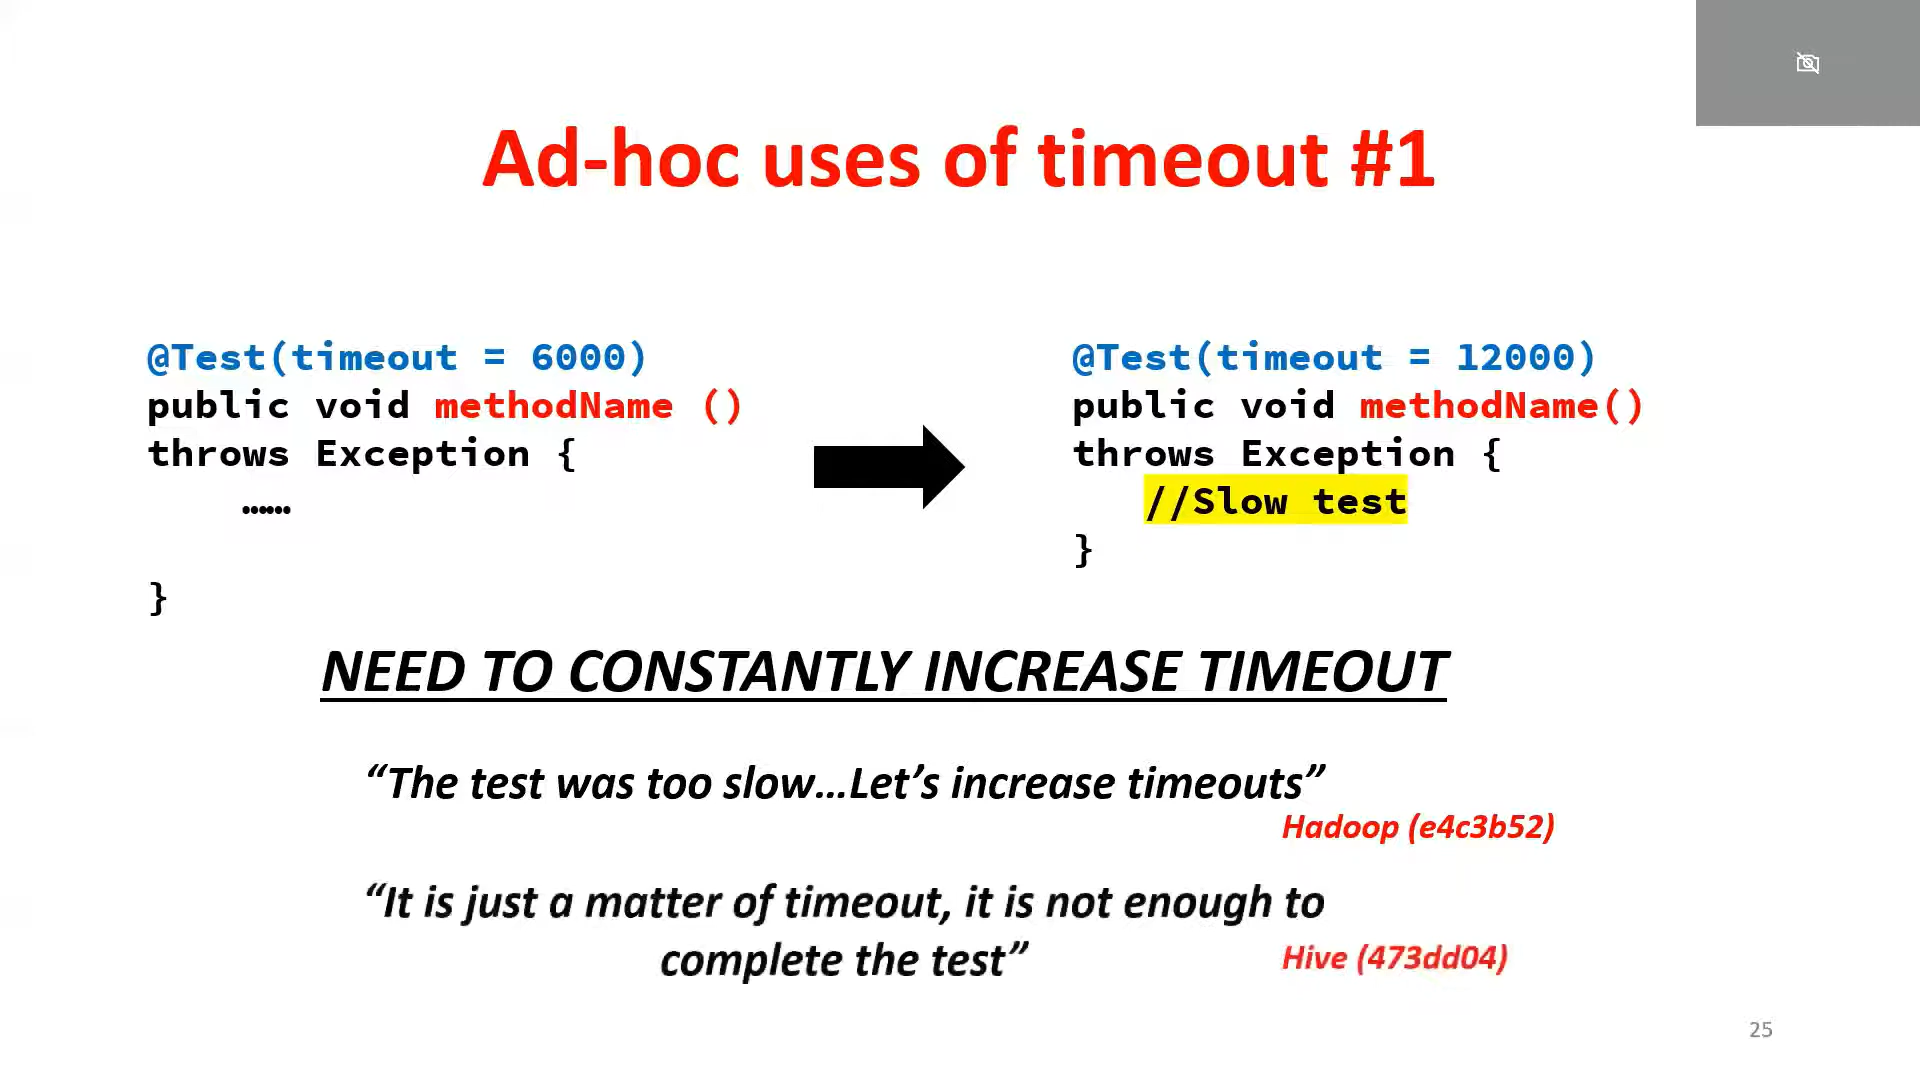 Ad-hoc uses of timeout #1
@Test(timeout = 6000)
public void methodName ()
throws Exception {
……
}
@Test(timeout = 12000)
public void methodName()
throws Exception {
//Slow test
}
NEED TO CONSTANTLY INCREASE TIMEOUT
“The test was too slow…Let’s increase timeouts”
Hadoop (e4c3b52)
“It is just a matter of timeout, it is not enough to
complete the test”
Hive (473dd04)
25